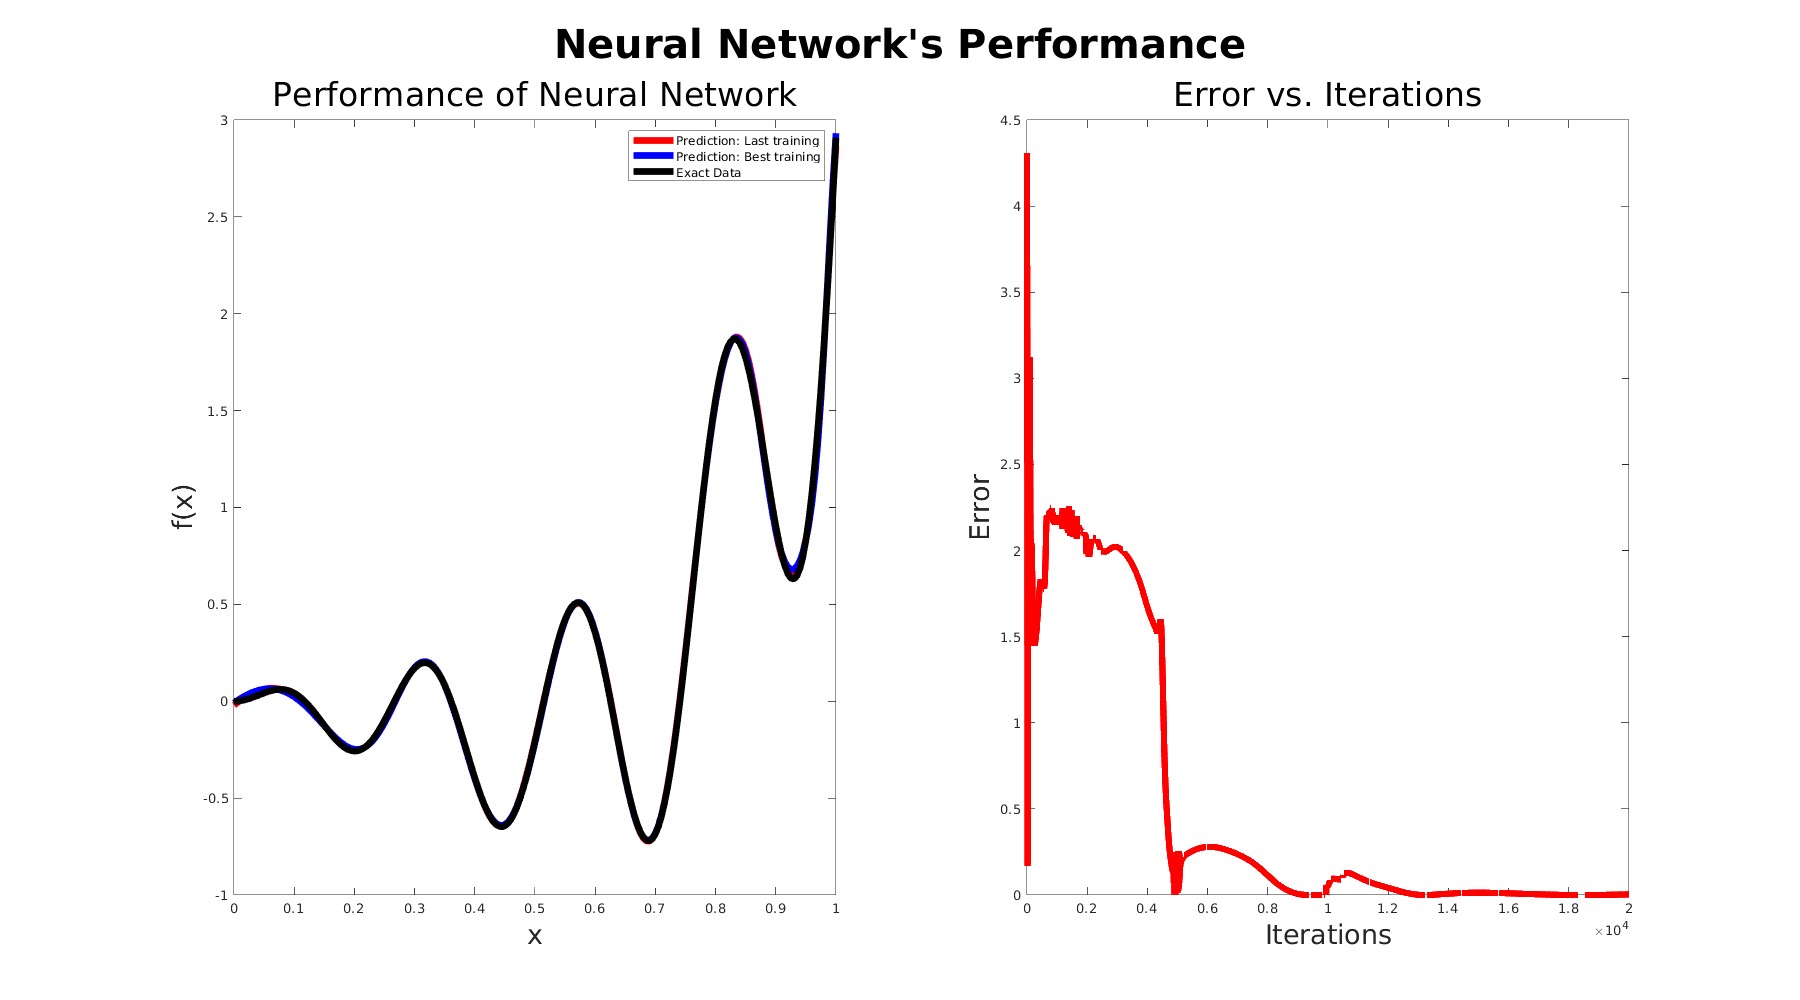 Neural Network's Performance
Performance of Neural Network
3
2.5
2
1.5
1
0.5
0
-0.5
-1
f(x)
0 0.1 0.2 0.3 0.4 0.5 0.6 0.7 0.8 0.9 1
x
Prediction: Last training
Prediction: Best training
Exact Data
Error vs. Iterations
4.5
4
3.5
3
2.5
2
1.5
1
0.5
0
Error
0 0.2 0.4 0.6 0.8 1 1.2 1.4 1.6 1.8 2
×10^4
Iterations